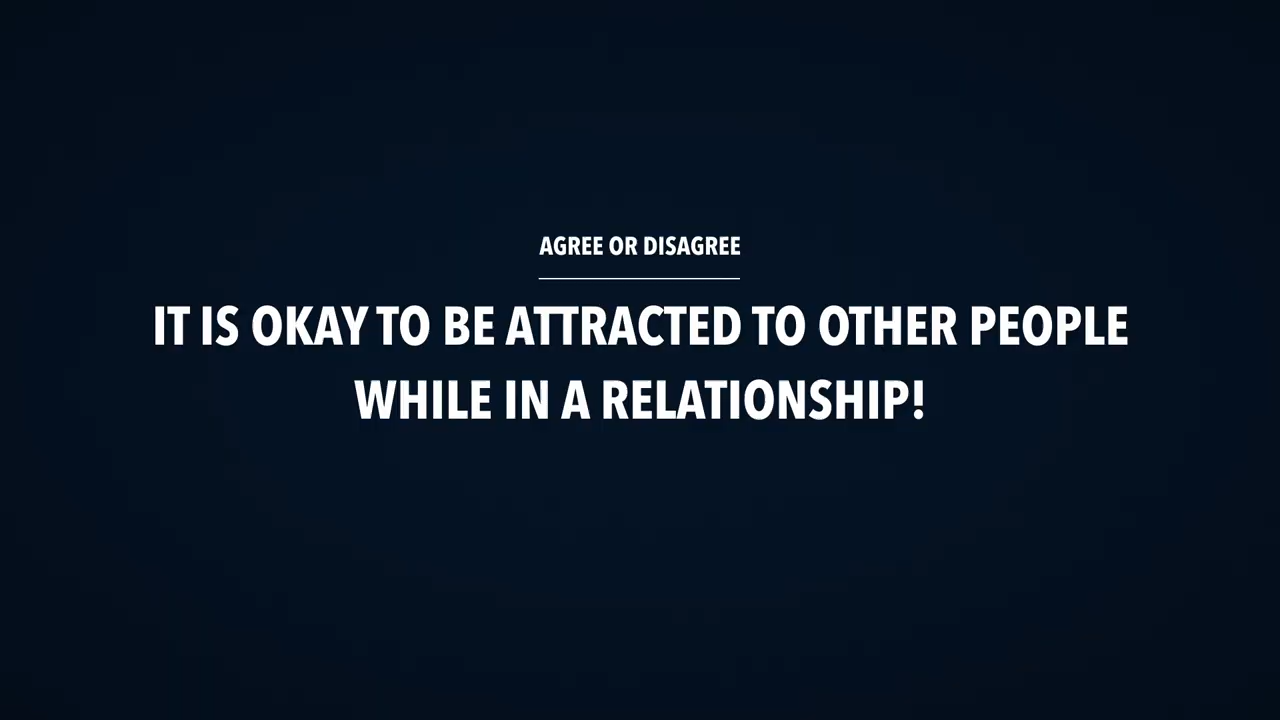 AGREE OR DISAGREE
IT IS OKAY TO BE ATTRACTED TO OTHER PEOPLE
WHILE IN A RELATIONSHIP!